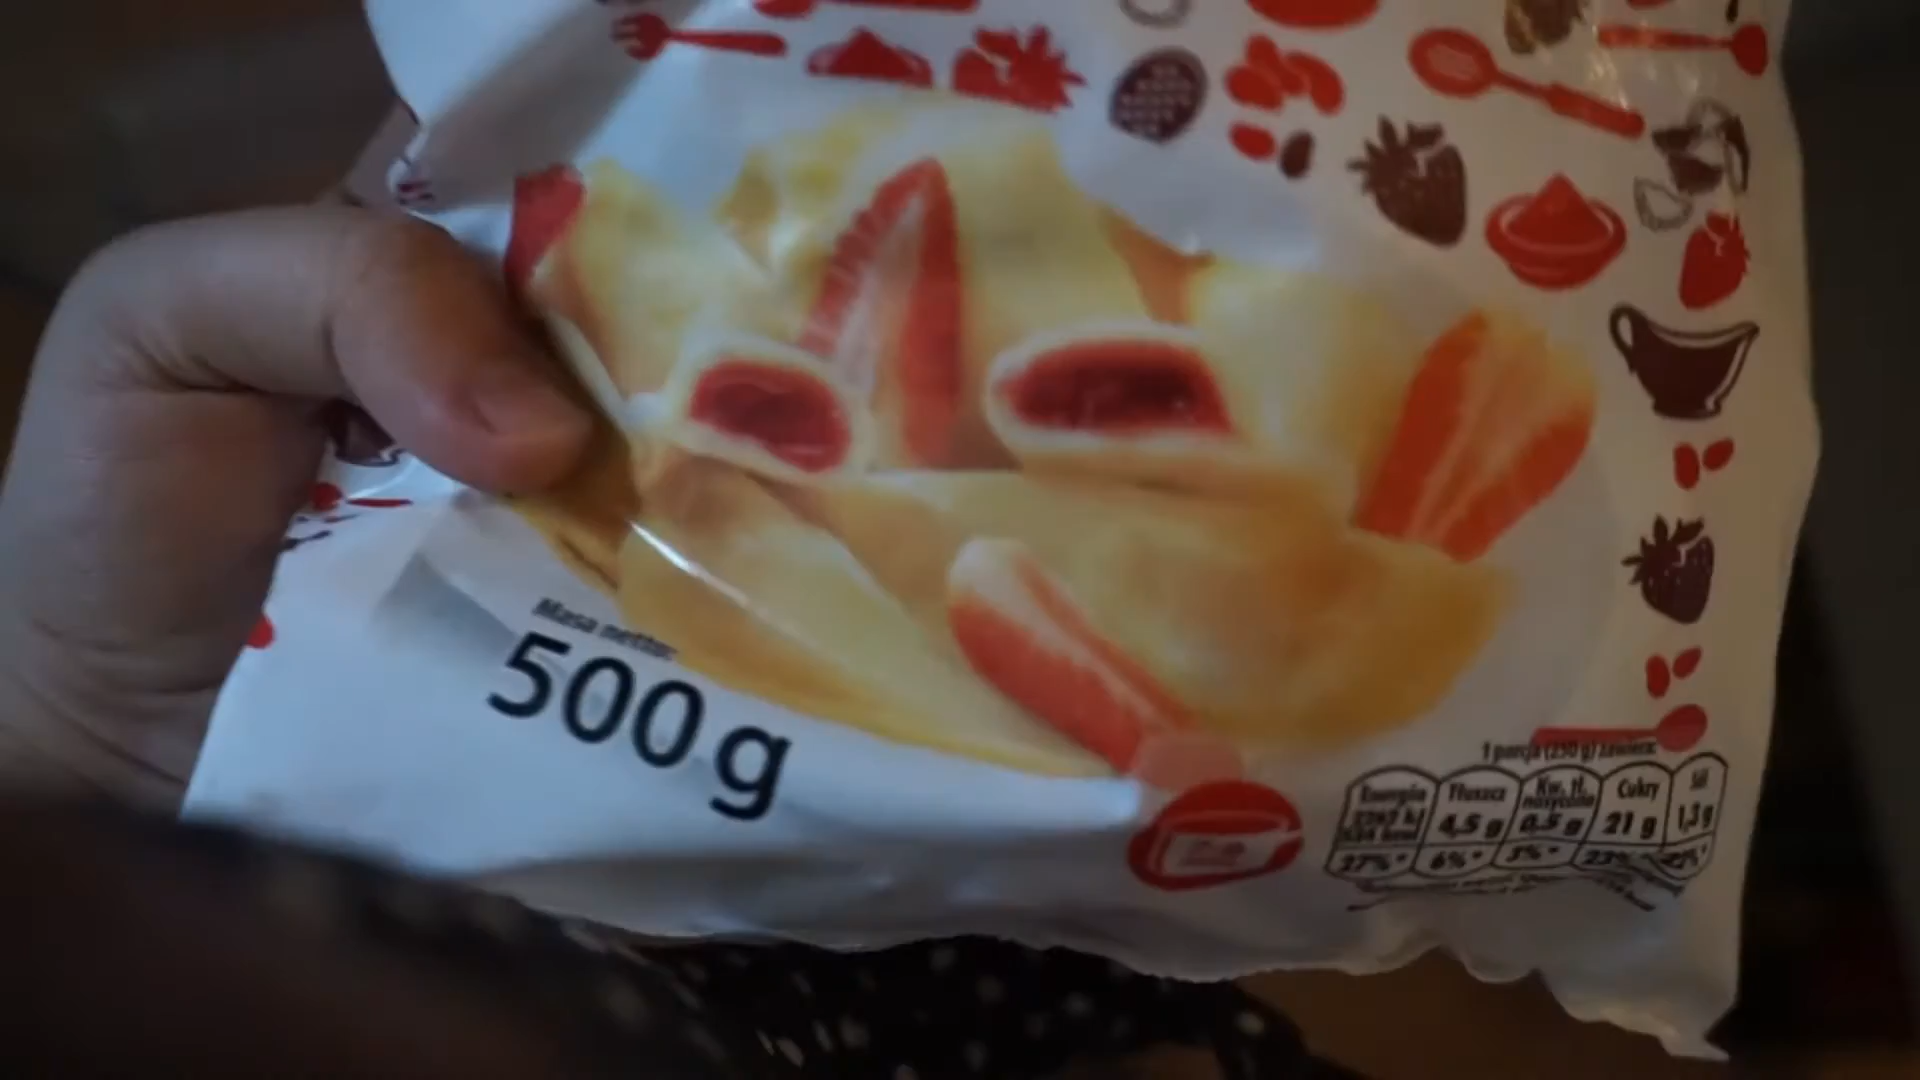 Masa netto:
500 g
1 porcja (250 g) zawiera:
Energia Tłuszcz Kw. tł. nasycone Cukry Sól
4,5 g 0,5 g 21 g 1,3 g
27%* 6%* 3%* 23%*